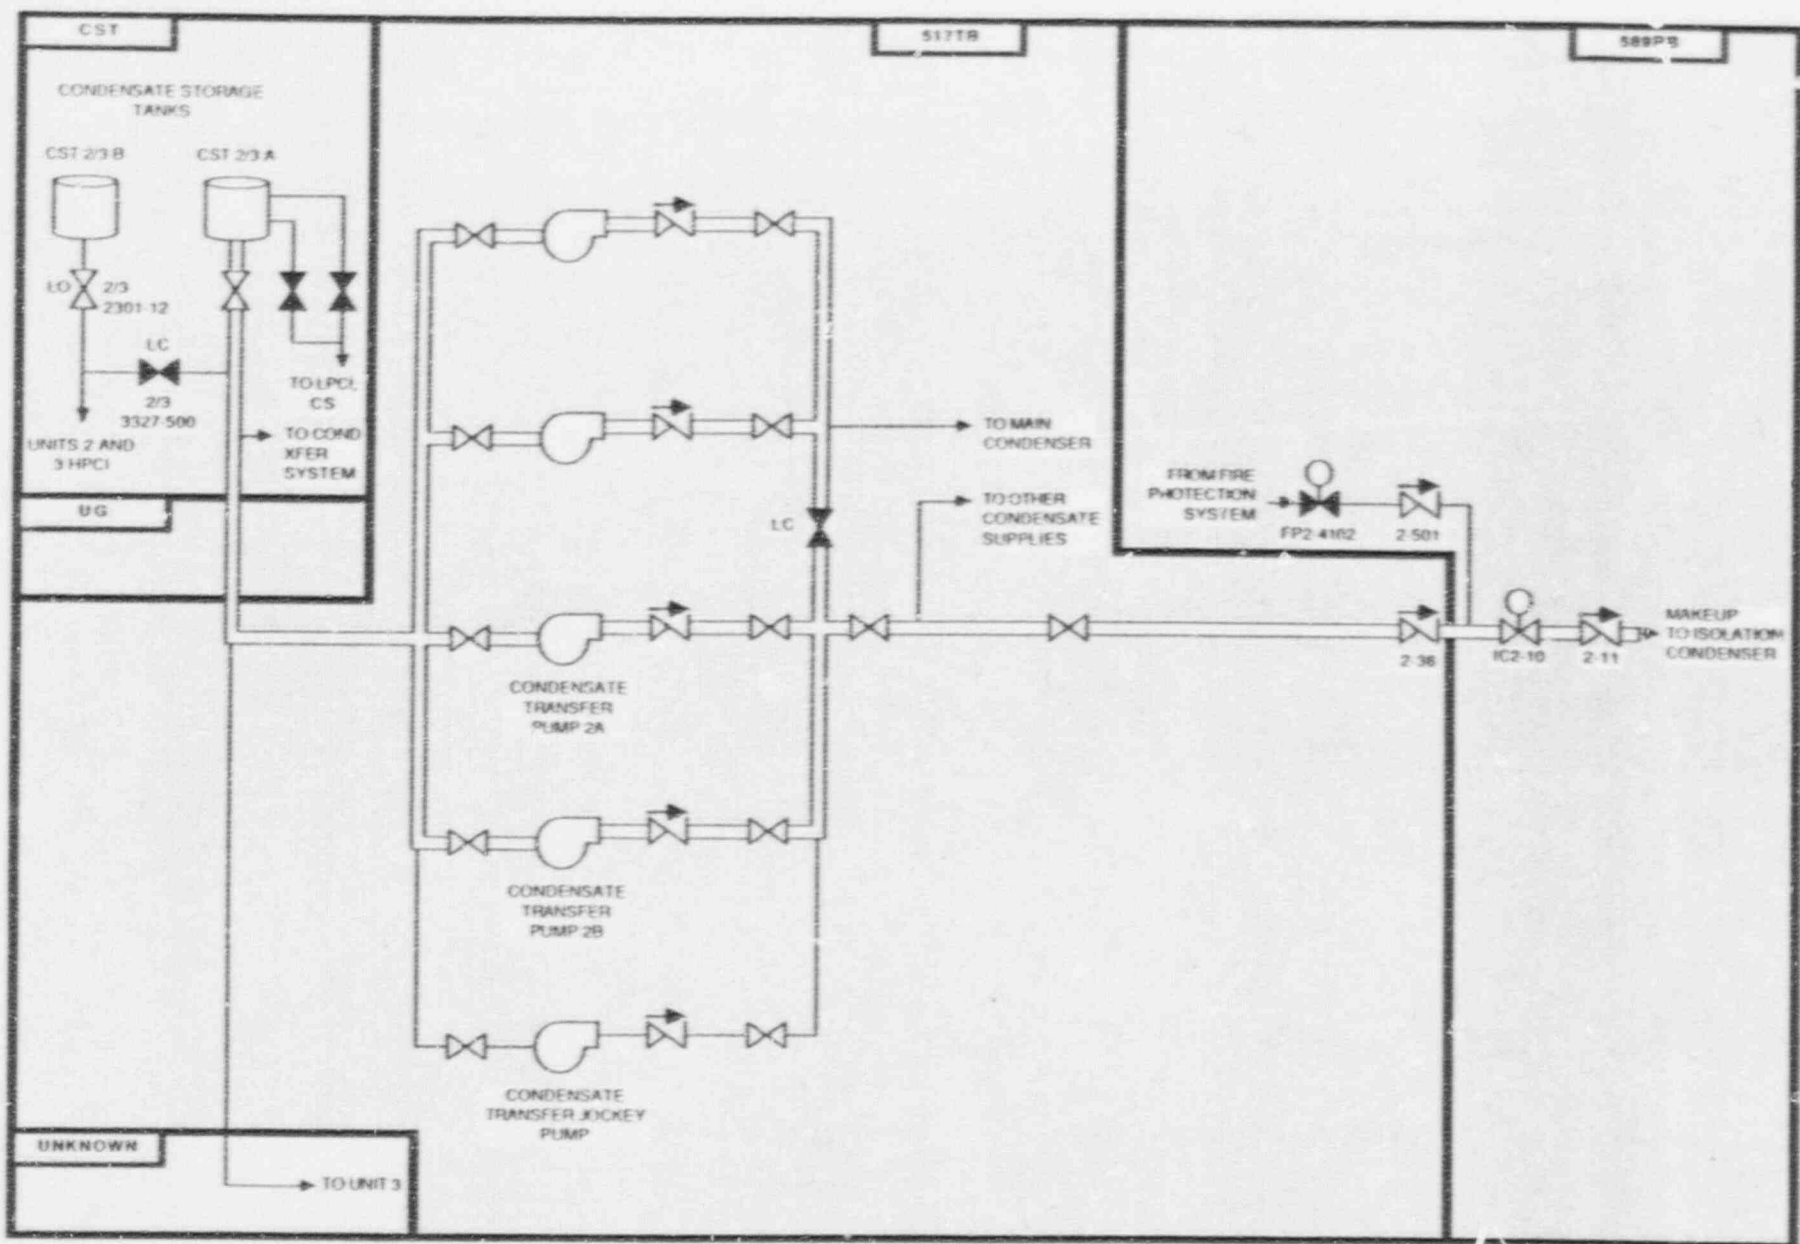 CST
517TB
CONDENSATE STORAGE
TANKS
CST 2/3 B
CST 2/3 A
LO
2/3
2301-12
LC
2/3
3327-500
UNITS 2 AND
3 HPCI
TO LPCI,
CS
TO COND
XFER
SYSTEM
UG
TO MAIN
CONDENSER
TO OTHER
CONDENSATE
SUPPLIES
LC
FROM FIRE
PROTECTION
SYSTEM
FP2-4102
2-501
2-36
IC2-10
2-11
MAKEUP
TO ISOLATION
CONDENSER
CONDENSATE
TRANSFER
PUMP 2A
CONDENSATE
TRANSFER
PUMP 2B
CONDENSATE
TRANSFER JOCKEY
PUMP
UNKNOWN
TO UNIT 3